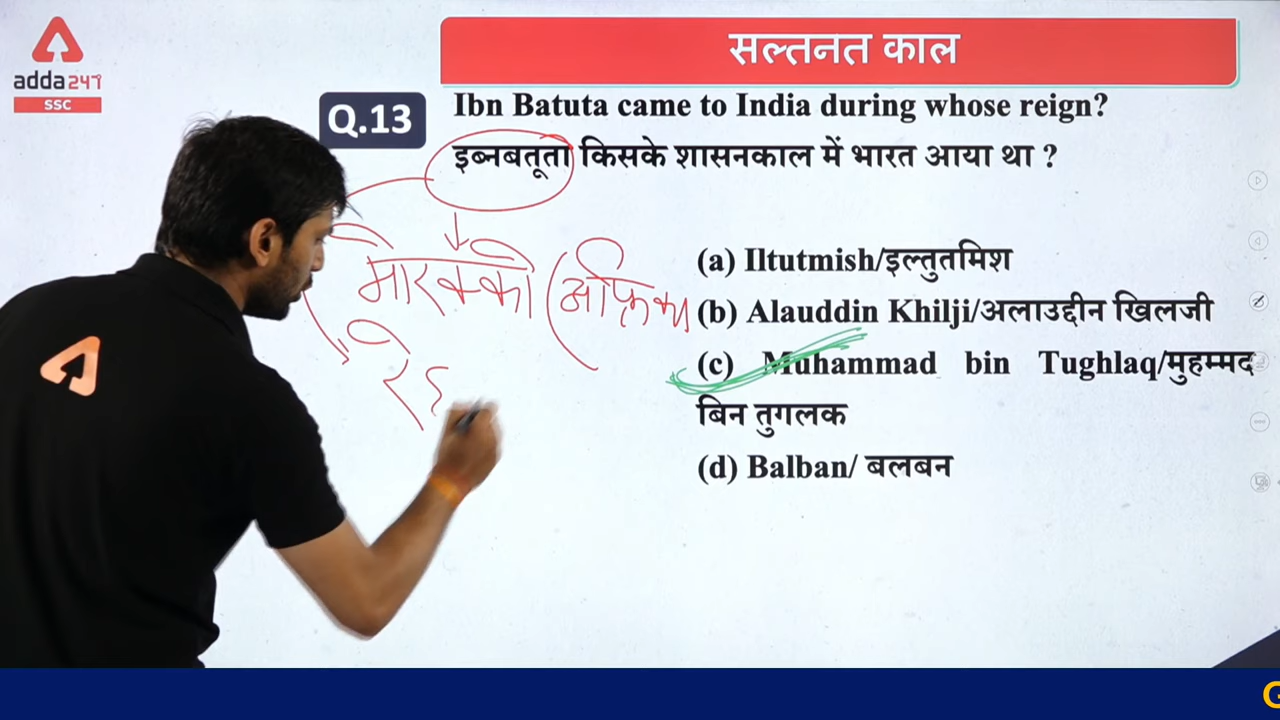 adda247
SSC
सल्तनत काल
Q.13
Ibn Batuta came to India during whose reign?
इब्नबतूता किसके शासनकाल में भारत आया था ?
मोरक्को (अफ्रिका
(a) Iltutmish/इल्तुतमिश
(b) Alauddin Khilji/अलाउद्दीन खिलजी
(c) Muhammad bin Tughlaq/मुहम्मद
बिन तुगलक
(d) Balban/ बलबन